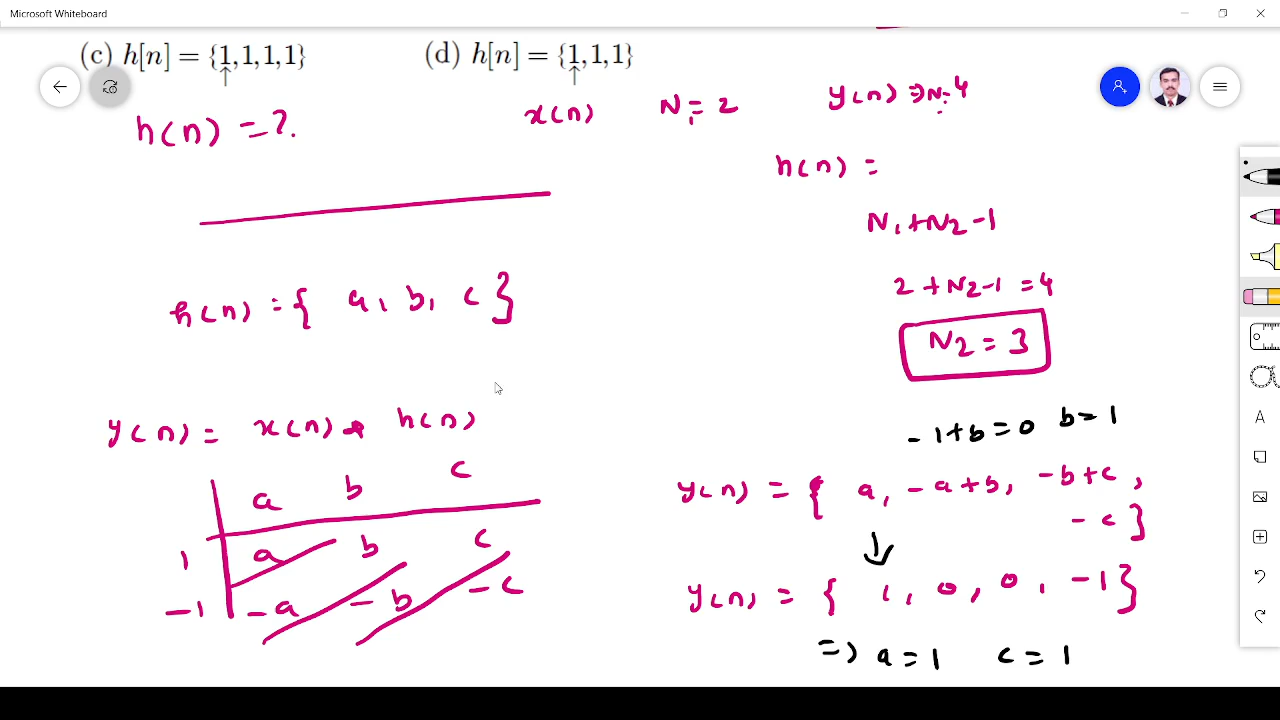 Microsoft Whiteboard
(c) h[n] = {1,1,1,1} (d) h[n] = {1,1,1}
↑ ↑
h(n) = ?. x(n) N₁ = 2 y(n) ⇒ N = 4
h(n) =
N₁ + N₂ - 1
2 + N₂ - 1 = 4
h(n) = { a, b, c }
N₂ = 3
-1 + b = 0 b = 1
y(n) = x(n) * h(n)
a b c
y(n) = { a, -a+b, -b+c,
-c }
1 a b c
↓
-1 -a -b -c
y(n) = { 1, 0, 0, -1 }
⇒ a = 1 c = 1
A